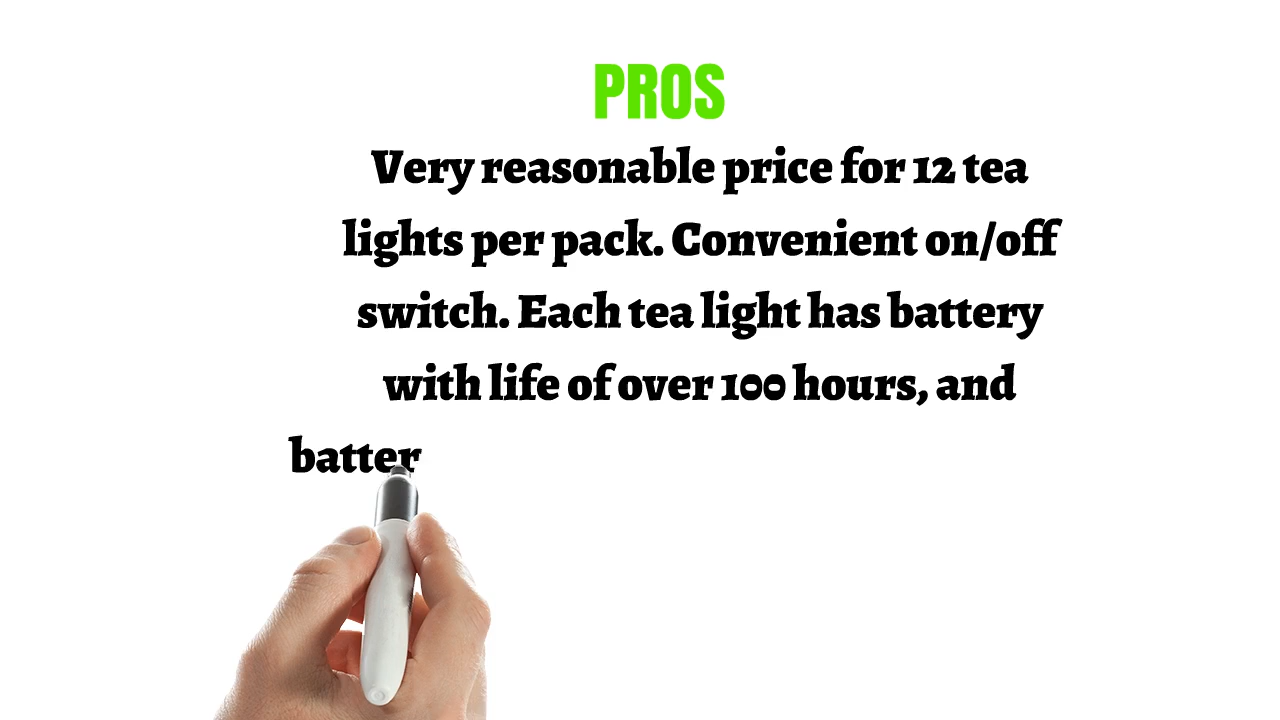 PROS
Very reasonable price for 12 tea
lights per pack. Convenient on/off
switch. Each tea light has battery
with life of over 100 hours, and
batter